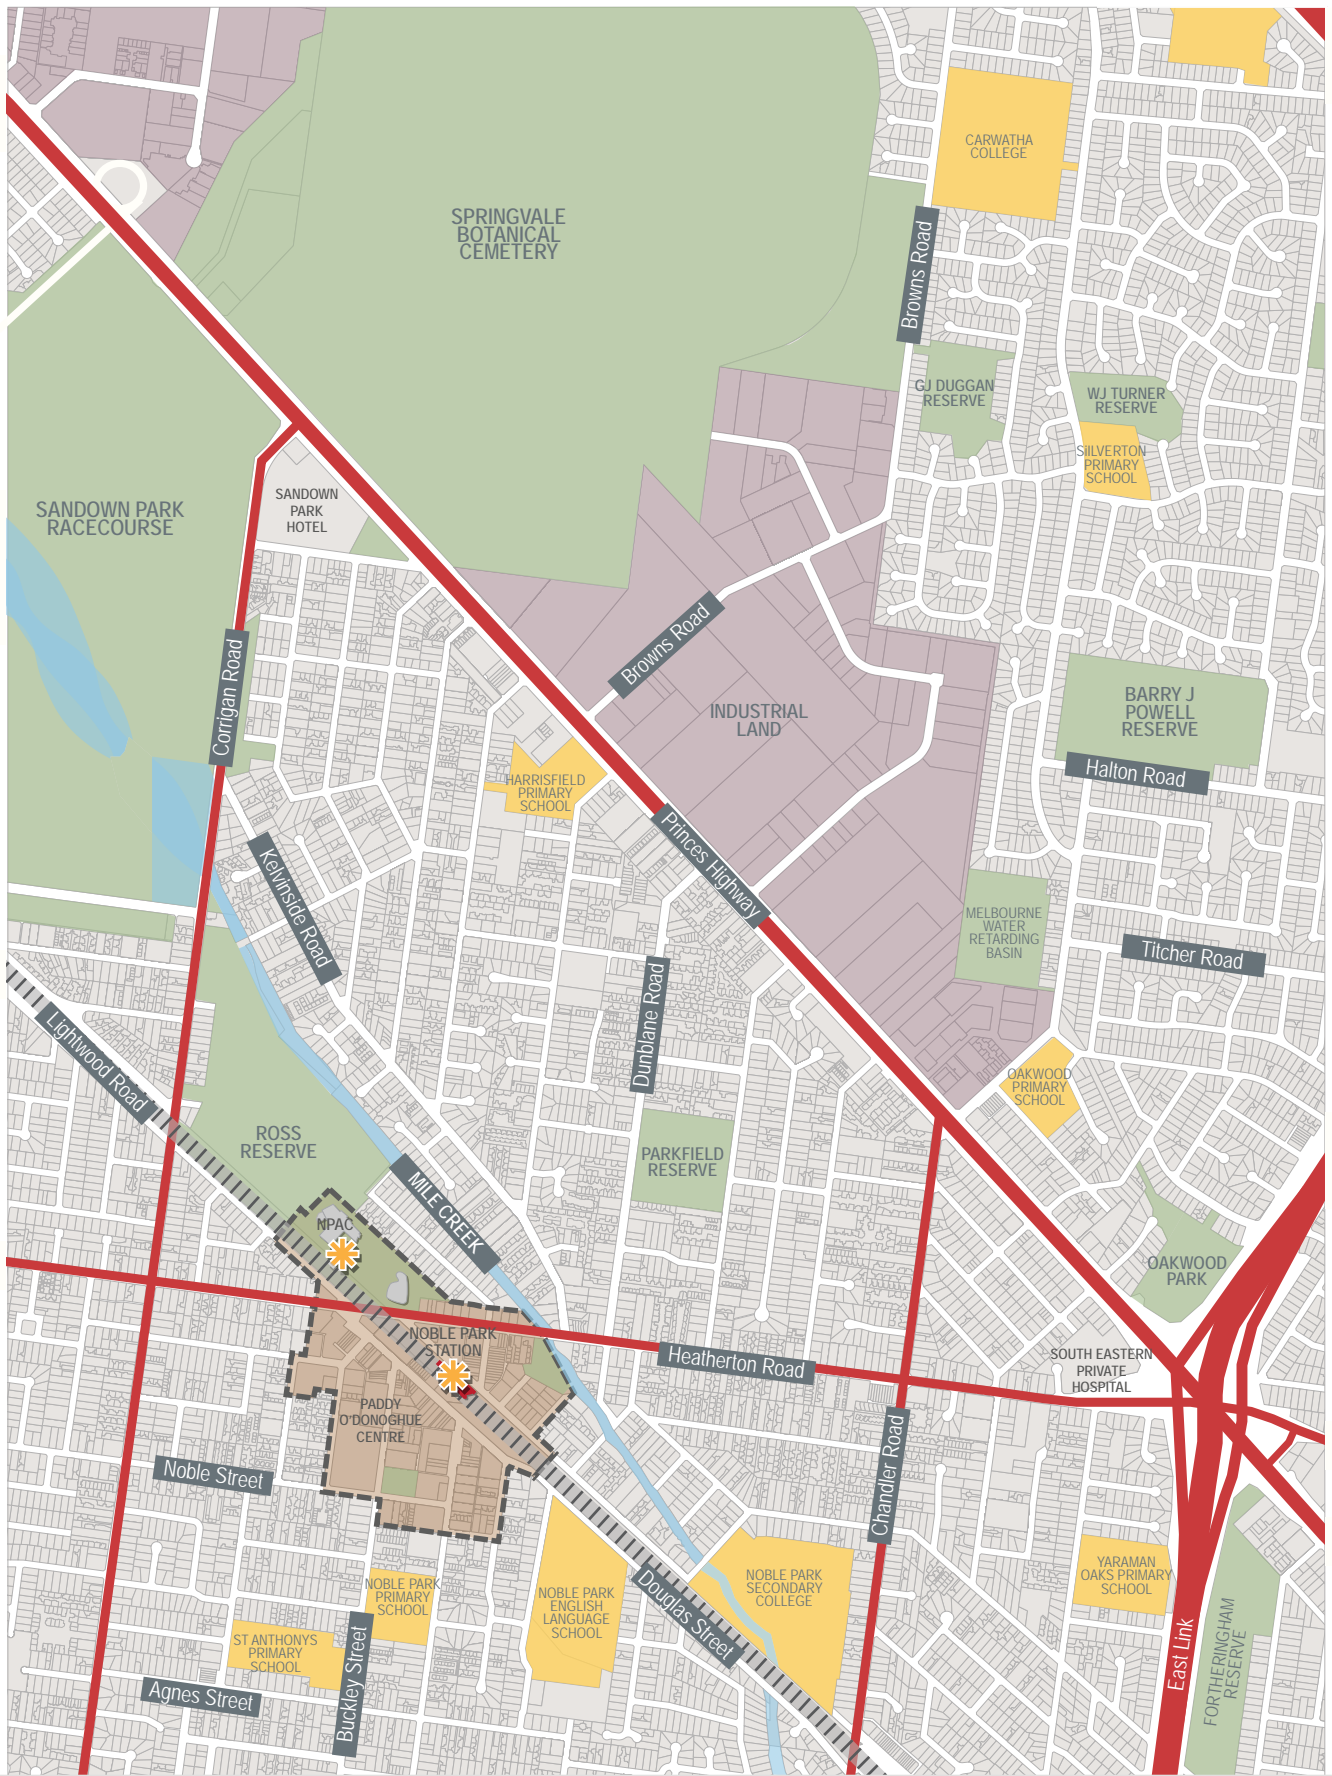 CARWATHA
COLLEGE
SPRINGVALE
BOTANICAL
CEMETERY
Browns Road
GJ DUGGAN
RESERVE
WJ TURNER
RESERVE
SIILVERTON
PRIMARY
SCHOOL
SANDOWN
PARK
HOTEL
SANDOWN PARK
RACECOURSE
Browns Road
Corrigan Road
INDUSTRIAL
LAND
BARRY J
POWELL
RESERVE
Halton Road
HARRISFIELD
PRIMARY
SCHOOL
Princes Highway
Kelvinside Road
MELBOURNE
WATER
RETARDING
BASIN
Titcher Road
Dunblane Road
Lightwood Road
OAKWOOD
PRIMARY
SCHOOL
ROSS
RESERVE
PARKFIELD
RESERVE
MILE CREEK
NPAC
OAKWOOD
PARK
NOBLE PARK
STATION
Heatherton Road
SOUTH EASTERN
PRIVATE
HOSPITAL
PADDY
O'DONOGHUE
CENTRE
Noble Street
Chandler Road
NOBLE PARK
PRIMARY
SCHOOL
NOBLE PARK
ENGLISH
LANGUAGE
SCHOOL
Douglas Street
NOBLE PARK
SECONDARY
COLLEGE
YARAMAN
OAKS PRIMARY
SCHOOL
ST ANTHONYS
PRIMARY
SCHOOL
Buckley Street
Agnes Street
East Link
FORTHERINGHAM
RESERVE